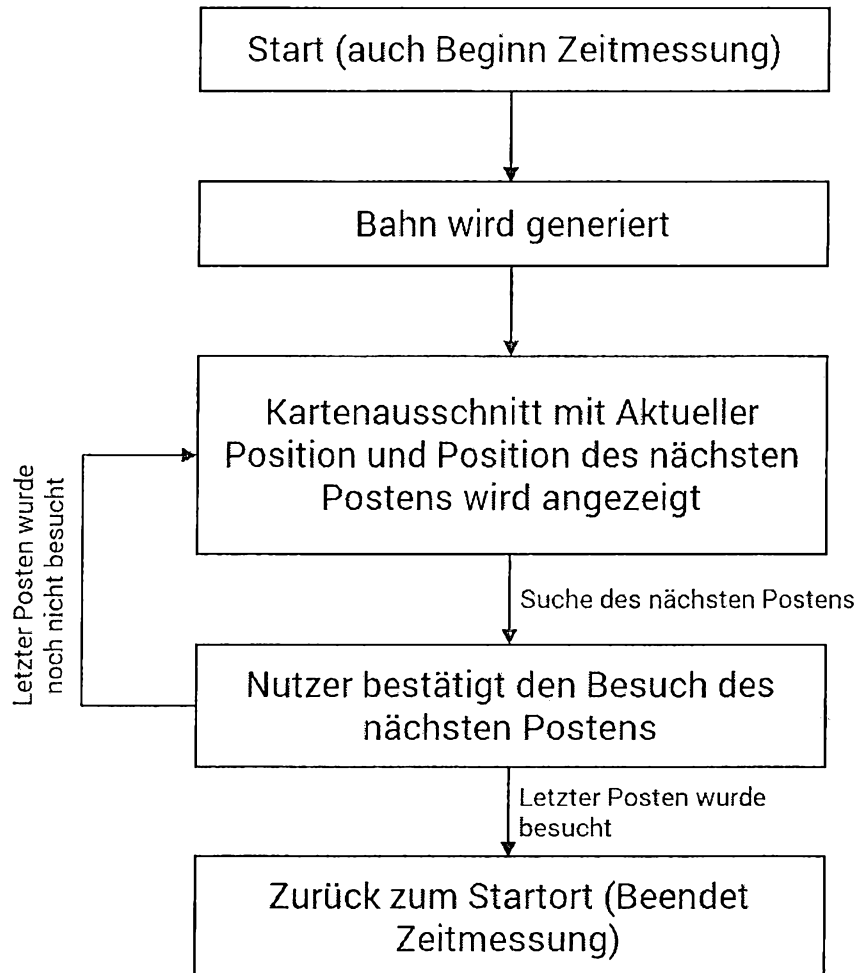 Start (auch Beginn Zeitmessung)
Bahn wird generiert
Kartenausschnitt mit Aktueller
Position und Position des nächsten
Postens wird angezeigt
Letzter Posten wurde
noch nicht besucht
Suche des nächsten Postens
Nutzer bestätigt den Besuch des
nächsten Postens
Letzter Posten wurde
besucht
Zurück zum Startort (Beendet
Zeitmessung)